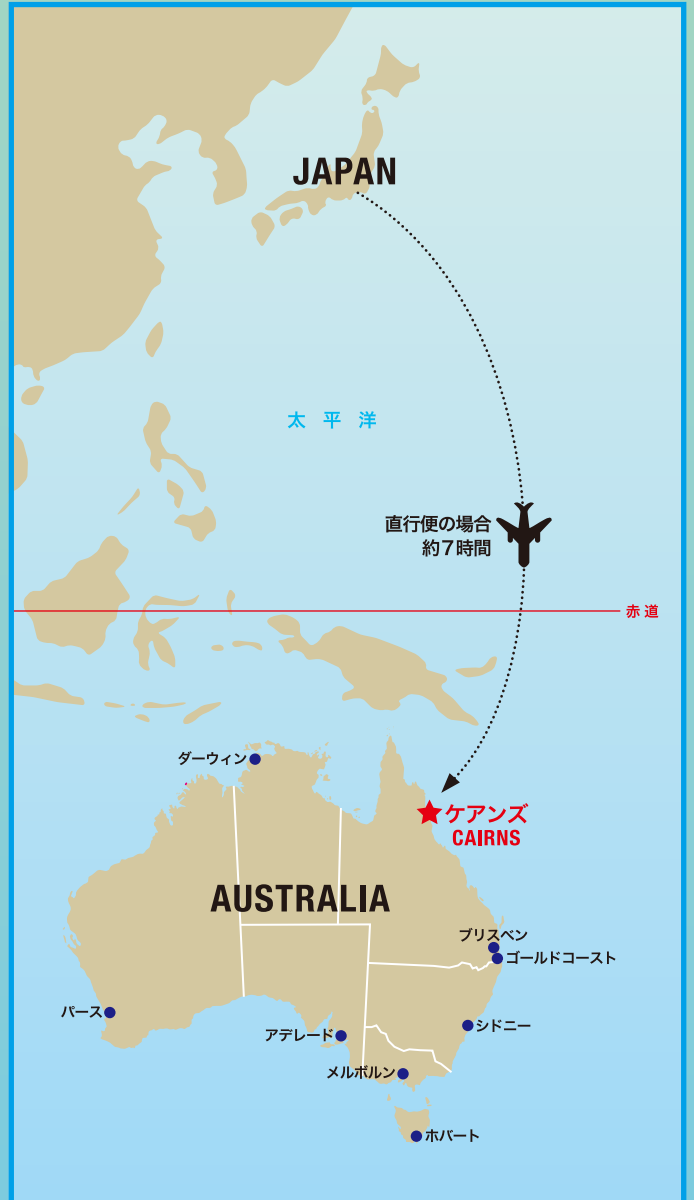 JAPAN
太平洋
直行便の場合
約7時間
赤道
ダーウィン
ケアンズ
CAIRNS
AUSTRALIA
ブリスベン
ゴールドコースト
パース
シドニー
アデレード
メルボルン
ホバート